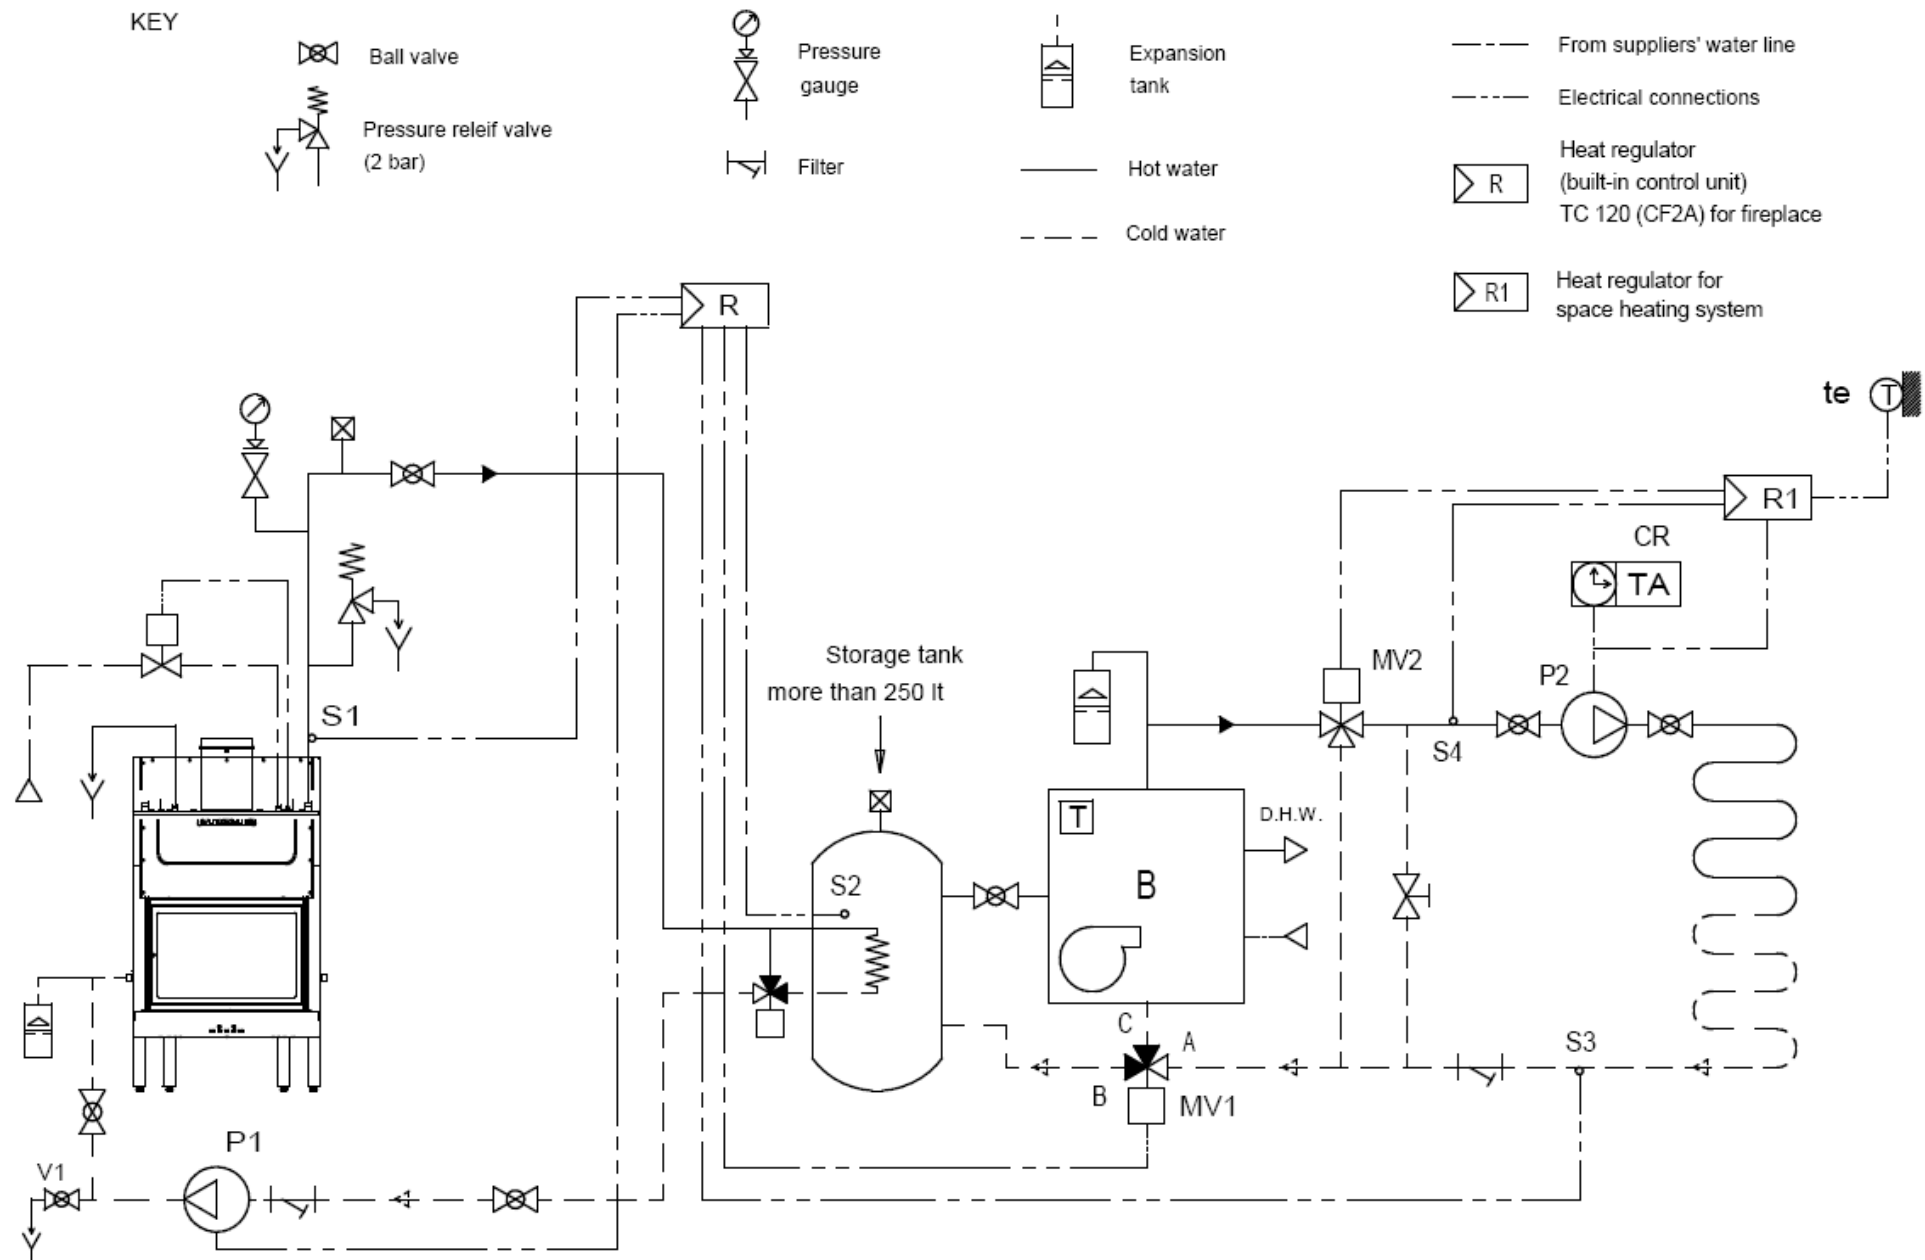 KEY
Ball valve
Pressure releif valve
(2 bar)
Pressure
gauge
Filter
Expansion
tank
Hot water
Cold water
From suppliers' water line
Electrical connections
R
Heat regulator
(built-in control unit)
TC 120 (CF2A) for fireplace
R1
Heat regulator for
space heating system
R
te
T
R1
CR
TA
S1
Storage tank
more than 250 lt
MV2
P2
S4
T
D.H.W.
B
S2
C
A
S3
B
MV1
P1
V1